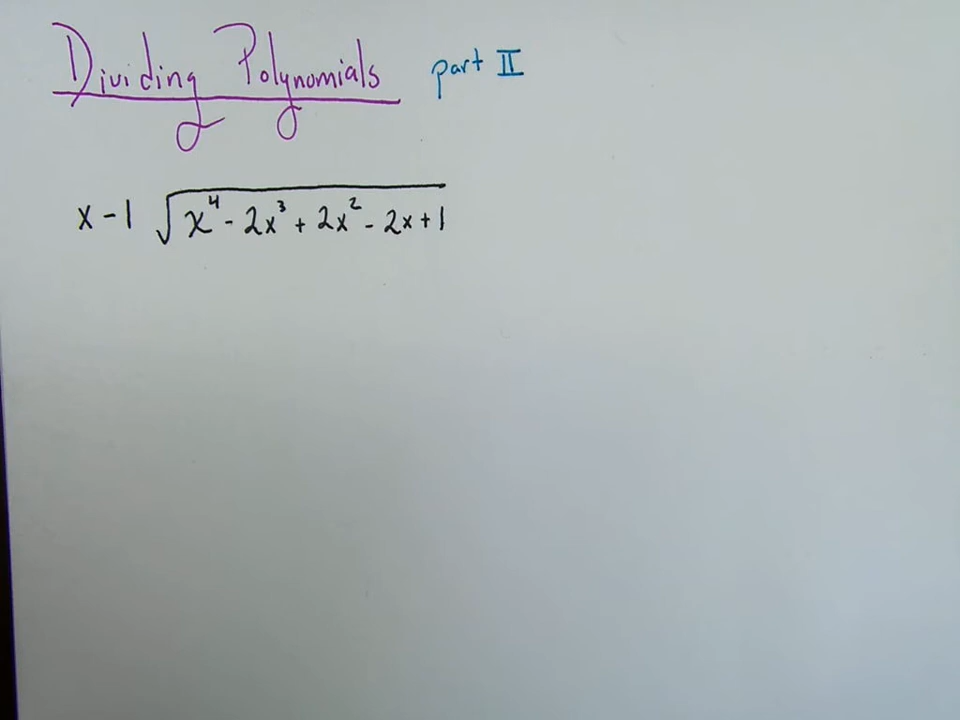 Dividing Polynomials part II
x - 1 √x⁴ - 2x³ + 2x² - 2x + 1